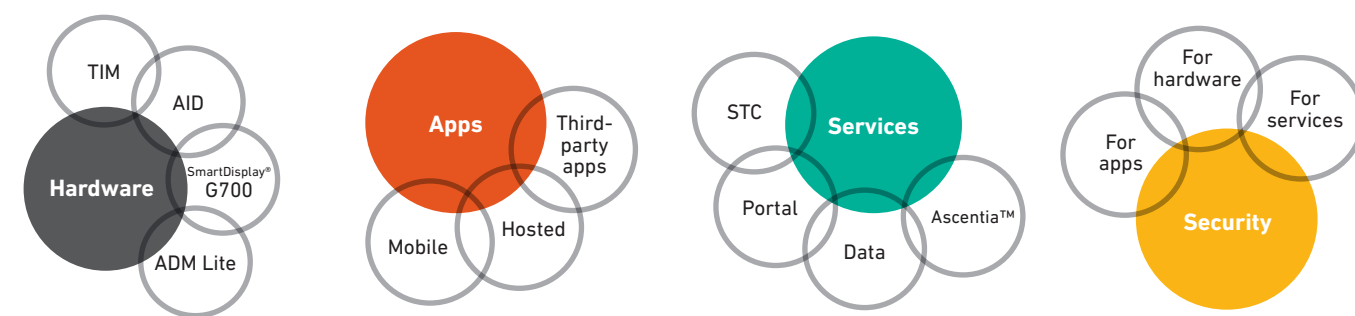 TIM
AID
SmartDisplay®
G700
Hardware
ADM Lite
Apps
Third-
party
apps
Hosted
Mobile
STC
Services
Portal
Ascentia™
Data
For
hardware
For
services
For
apps
Security